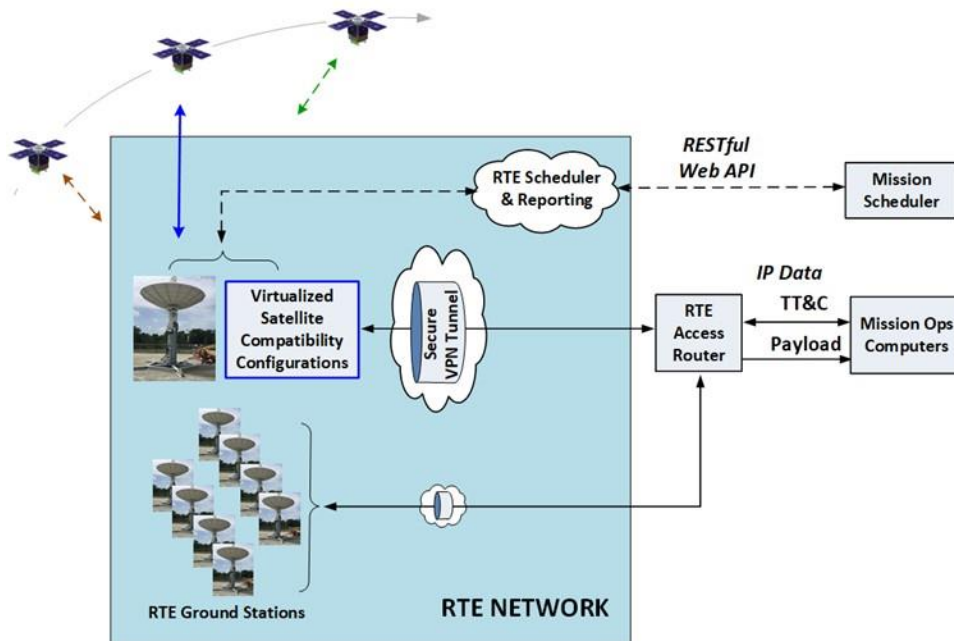 RESTful
Web API
RTE Scheduler
& Reporting
Mission
Scheduler
Virtualized
Satellite
Compatibility
Configurations
Secure
VPN Tunnel
RTE
Access
Router
IP Data
TT&C
Payload
Mission Ops
Computers
RTE Ground Stations
RTE NETWORK